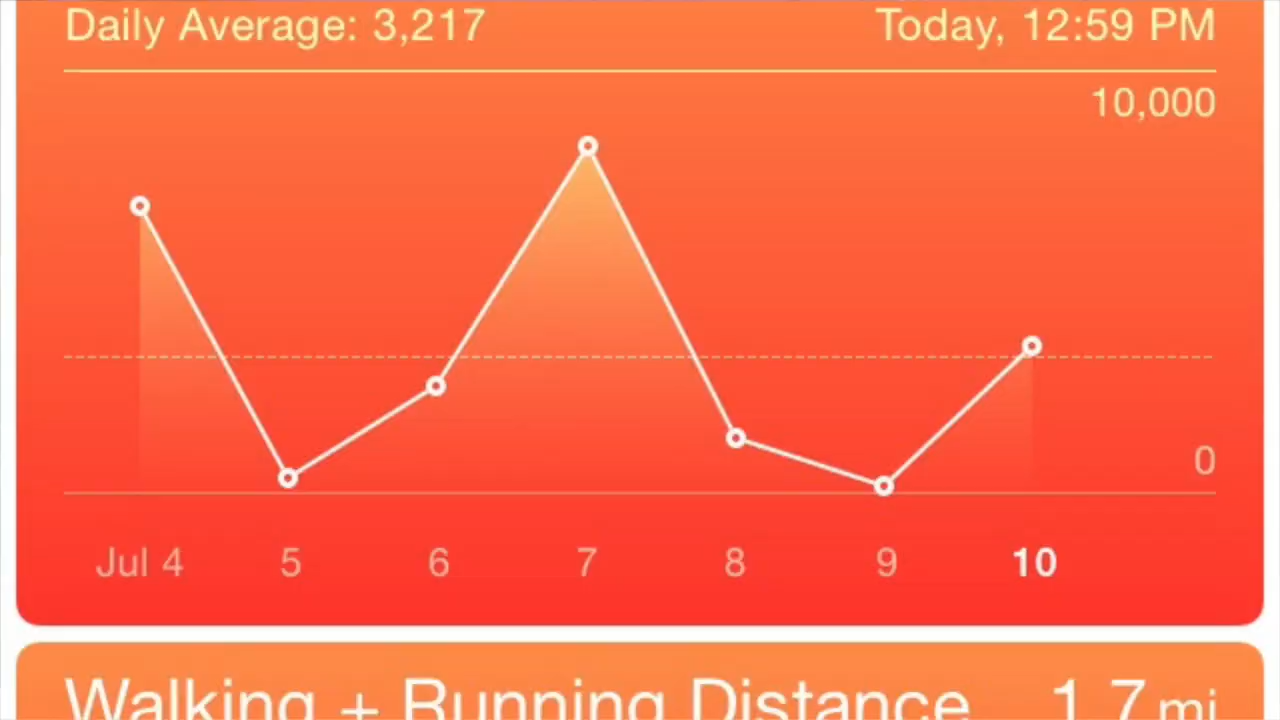 Daily Average: 3,217 Today, 12:59 PM
10,000
0
Jul 4 5 6 7 8 9 10
Walking + Running Distance 1.7 mi